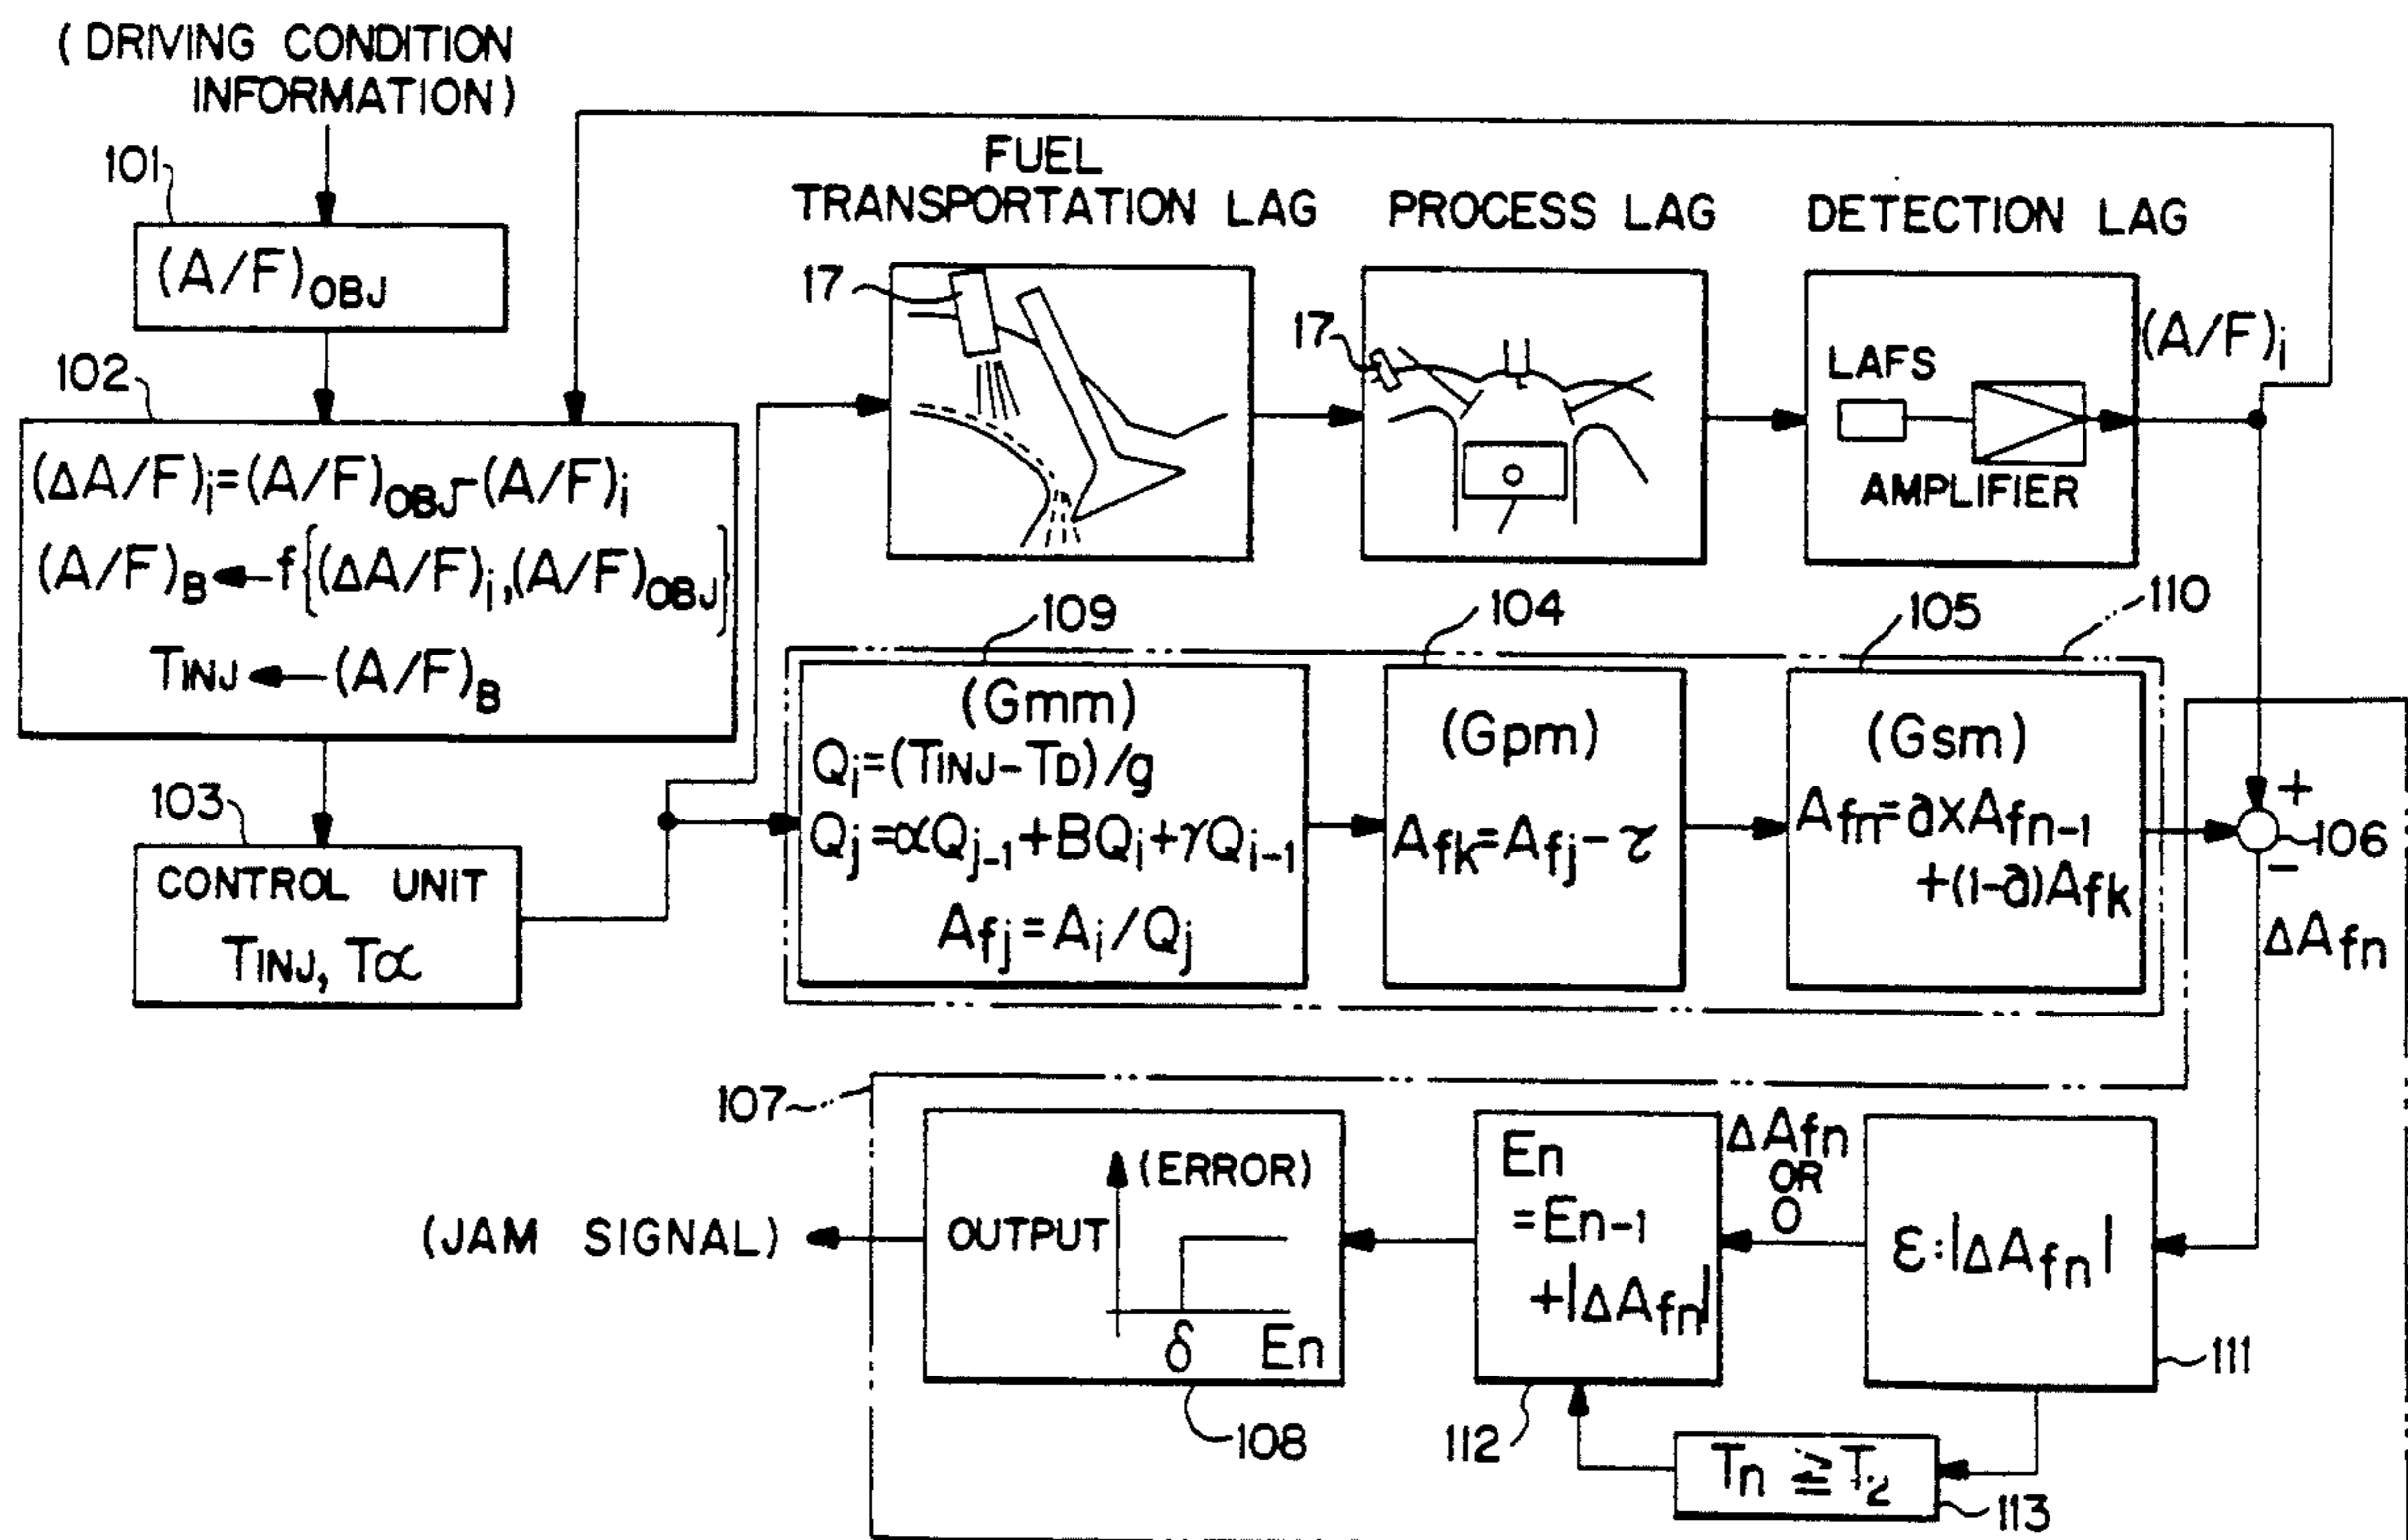 (DRIVING CONDITION
INFORMATION)
101
(A/F)OBJ
102
(ΔA/F)i=(A/F)OBJ-(A/F)i
(A/F)B←f{(ΔA/F)i,(A/F)OBJ}
TINJ←(A/F)B
103
CONTROL UNIT
TINJ, Tα
FUEL
TRANSPORTATION LAG
17
PROCESS LAG
17
DETECTION LAG
LAFS
AMPLIFIER
(A/F)i
110
109
(Gmm)
Qi=(TINJ-TD)/g
Qj=αQj-1+BQi+γQi-1
Afj=Ai/Qj
104
(Gpm)
Afk=Afj-τ
105
(Gsm)
Afn=∂XAfn-1
+(1-∂)Afk
+
106
−
ΔAfn
107
(JAM SIGNAL)
OUTPUT
(ERROR)
δ
En
108
En
=En-1
+|ΔAfn|
112
ΔAfn
OR
0
ε:|ΔAfn|
111
Tn ≧ T2
113